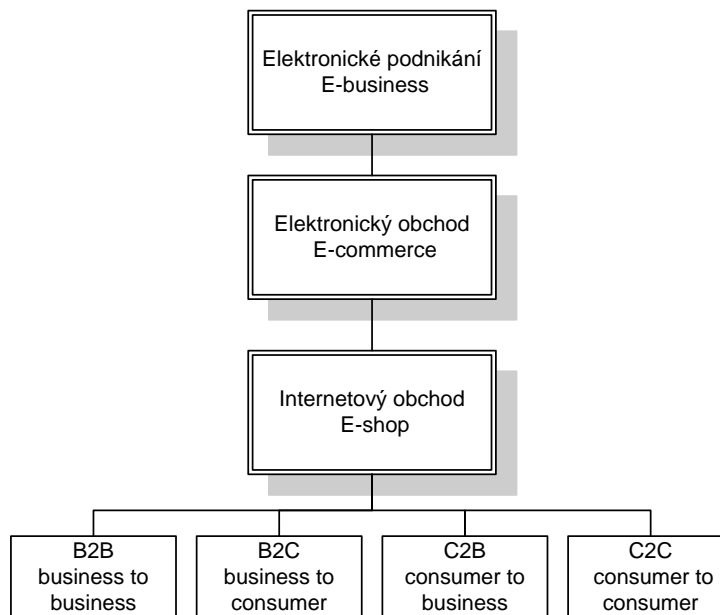 Elektronické podnikání
E-business
Elektronický obchod
E-commerce
Internetový obchod
E-shop
B2B
business to
business
B2C
business to
consumer
C2B
consumer to
business
C2C
consumer to
consumer